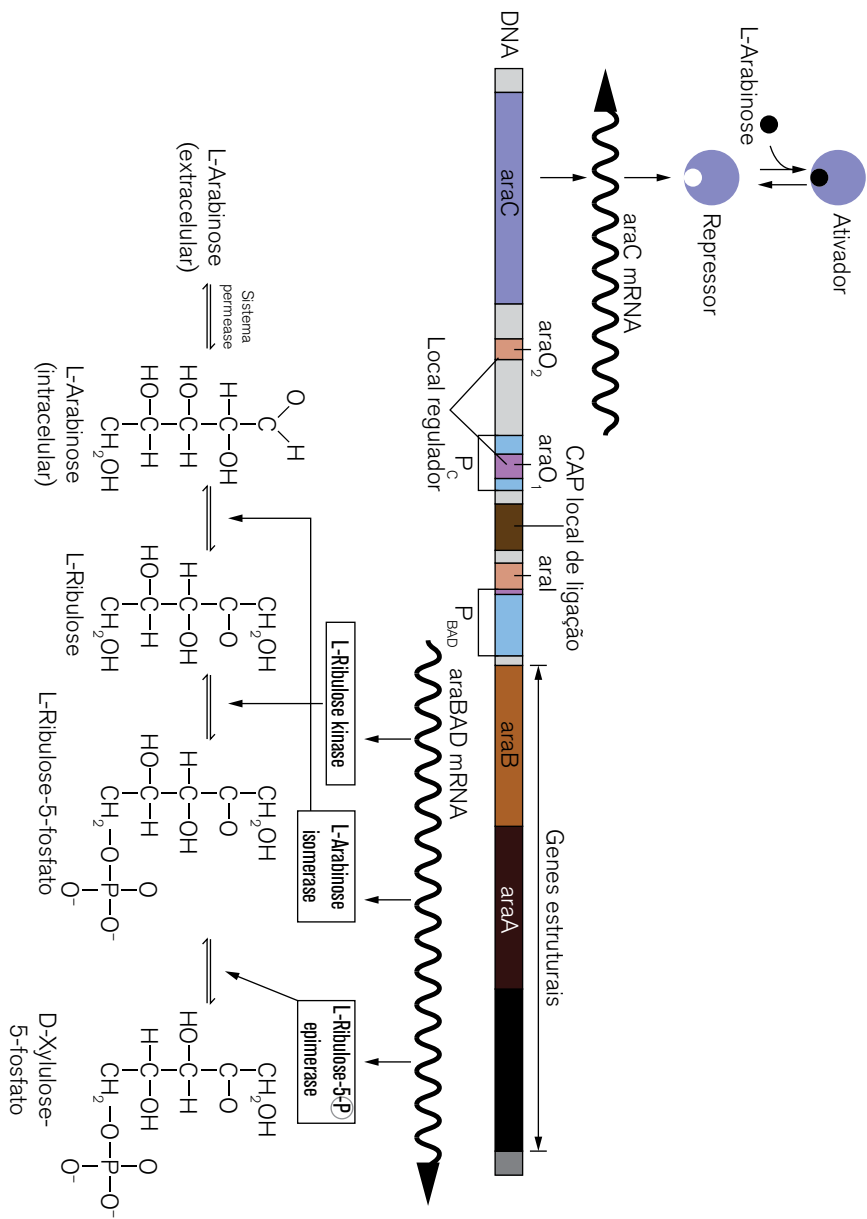 L-Arabinose
Ativador
Repressor
araC mRNA
DNA
araC
araO2
araO1
CAP local de ligação
araI
PC
PBAD
Local regulador
Genes estruturais
araB
araA
araBAD mRNA
L-Ribulose kinase
L-Arabinose
isomerase
L-Ribulose-5-P
epimerase
L-Arabinose
(extracelular)
Sistema
permease
O H
C
H–C–OH
HO–C–H
HO–C–H
CH2OH
L-Arabinose
(intracelular)
CH2OH
C–O
H–C–OH
HO–C–H
CH2OH
L-Ribulose
CH2OH
C–O
H–C–OH
HO–C–H
CH2–O–P–O–
O
O–
L-Ribulose-5-fosfato
CH2OH
C–O
HO–C–H
H–C–OH
CH2–O–P–O–
O
O–
D-Xylulose-
5-fosfato